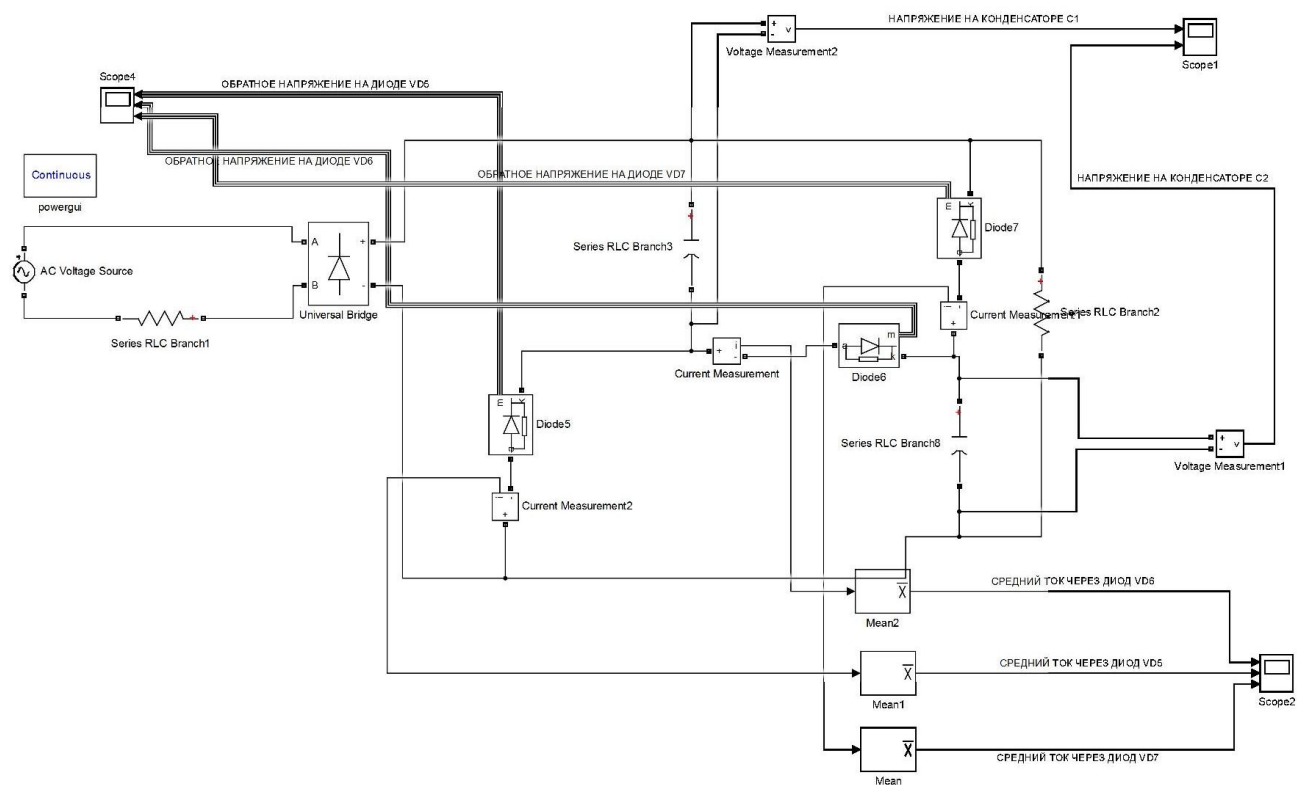 НАПРЯЖЕНИЕ НА КОНДЕНСАТОРЕ С1
+
-
v
Voltage Measurement2
Scope1
Scope4
ОБРАТНОЕ НАПРЯЖЕНИЕ НА ДИОДЕ VD5
ОБРАТНОЕ НАПРЯЖЕНИЕ НА ДИОДЕ VD6
ОБРАТНОЕ НАПРЯЖЕНИЕ НА ДИОДЕ VD7
НАПРЯЖЕНИЕ НА КОНДЕНСАТОРЕ С2
Continuous
powergui
m
k
a
Diode7
+
Series RLC Branch3
A
+
B
-
Universal Bridge
AC Voltage Source
+
Series RLC Branch1
+
Series RLC Branch2
i
-
+
Current Measurement1
+
i
-
Current Measurement
m
a
k
Diode6
m
k
a
Diode5
+
Series RLC Branch8
+
-
v
Voltage Measurement1
i
-
+
Current Measurement2
СРЕДНИЙ ТОК ЧЕРЕЗ ДИОД VD6
X
Mean2
СРЕДНИЙ ТОК ЧЕРЕЗ ДИОД VD5
X
Mean1
Scope2
X
СРЕДНИЙ ТОК ЧЕРЕЗ ДИОД VD7
Mean